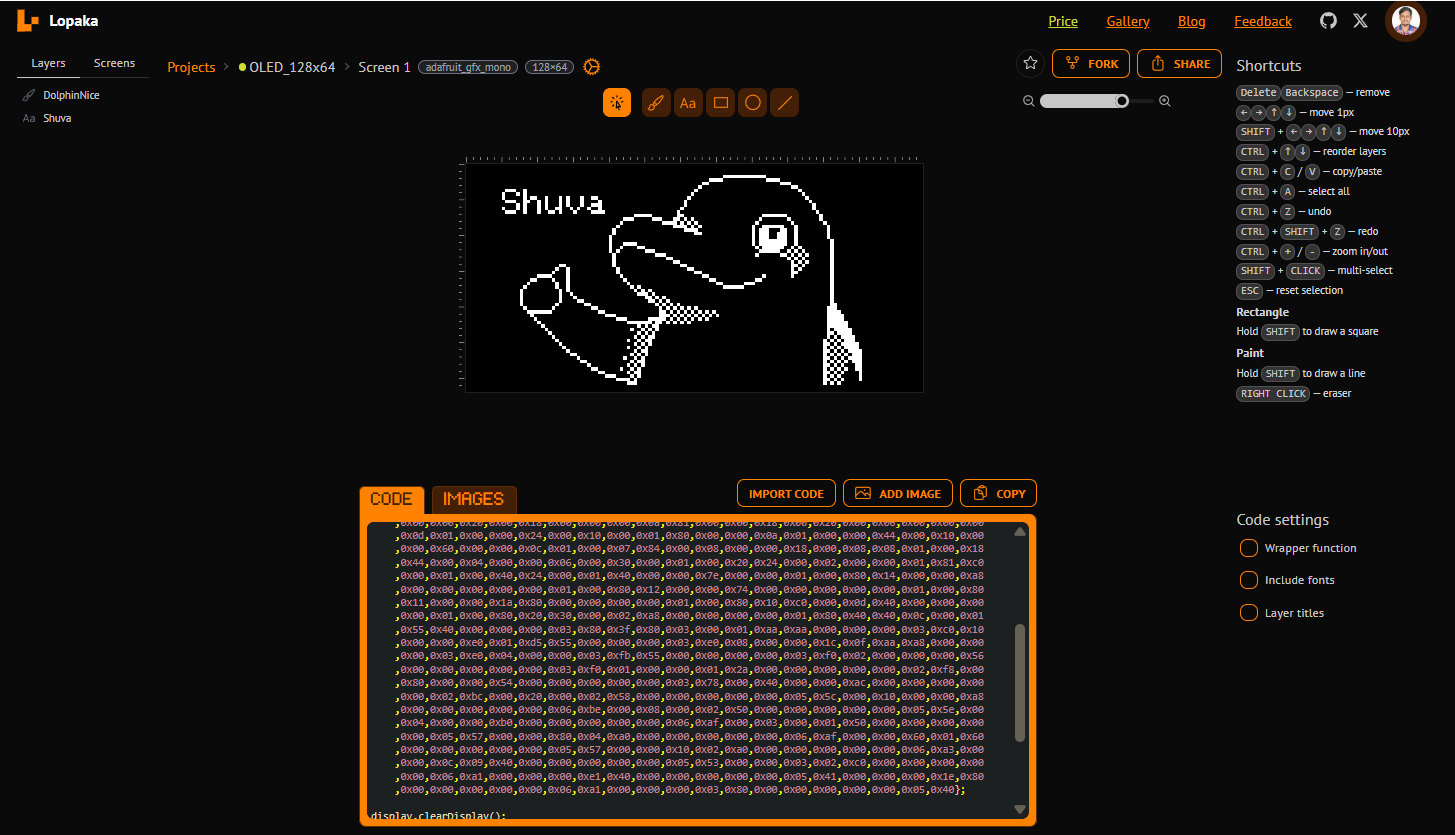 Lopaka
Price Gallery Blog Feedback
Layers Screens
Projects > OLED_128x64 > Screen 1 adafruit_gfx_mono 128×64
FORK SHARE
DolphinNice
Aa Shuva
Aa
Shuva
Shortcuts
Delete Backspace — remove
← → ↑ ↓ — move 1px
SHIFT + ← → ↑ ↓ — move 10px
CTRL + ↑ ↓ — reorder layers
CTRL + C / V — copy/paste
CTRL + A — select all
CTRL + Z — undo
CTRL + SHIFT + Z — redo
CTRL + + / - — zoom in/out
SHIFT + CLICK — multi-select
ESC — reset selection
Rectangle
Hold SHIFT to draw a square
Paint
Hold SHIFT to draw a line
RIGHT CLICK — eraser
CODE IMAGES
IMPORT CODE ADD IMAGE COPY
,0x0d,0x01,0x00,0x00,0x24,0x00,0x10,0x00,0x01,0x80,0x00,0x00,0x0a,0x01,0x00,0x00,0x44,0x00,0x10,0x00
,0x00,0x60,0x00,0x00,0x0c,0x01,0x00,0x07,0x84,0x00,0x08,0x00,0x00,0x18,0x00,0x08,0x08,0x01,0x00,0x18
,0x44,0x00,0x04,0x00,0x00,0x06,0x00,0x30,0x00,0x01,0x00,0x20,0x24,0x00,0x02,0x00,0x00,0x01,0x81,0xc0
,0x00,0x01,0x00,0x40,0x24,0x00,0x01,0x40,0x00,0x00,0x7e,0x00,0x00,0x01,0x00,0x80,0x14,0x00,0x00,0xa8
,0x00,0x00,0x00,0x00,0x00,0x01,0x00,0x80,0x12,0x00,0x00,0x74,0x00,0x00,0x00,0x00,0x00,0x01,0x00,0x80
,0x11,0x00,0x00,0x1a,0x80,0x00,0x00,0x00,0x00,0x01,0x00,0x80,0x10,0xc0,0x00,0x0d,0x40,0x00,0x00,0x00
,0x00,0x01,0x00,0x80,0x20,0x30,0x00,0x02,0xa8,0x00,0x00,0x00,0x00,0x01,0x80,0x40,0x40,0x0c,0x00,0x01
,0x55,0x40,0x00,0x00,0x00,0x03,0x80,0x3f,0x80,0x03,0x00,0x01,0xaa,0xaa,0x00,0x00,0x00,0x03,0xc0,0x10
,0x00,0x00,0xe0,0x01,0xd5,0x55,0x00,0x00,0x00,0x03,0xe0,0x08,0x00,0x00,0x1c,0x0f,0xaa,0xa8,0x00,0x00
,0x00,0x03,0xe0,0x04,0x00,0x00,0x03,0xfb,0x55,0x00,0x00,0x00,0x00,0x03,0xf0,0x02,0x00,0x00,0x00,0x56
,0x00,0x00,0x00,0x00,0x00,0x03,0xf0,0x01,0x00,0x00,0x01,0x2a,0x00,0x00,0x00,0x00,0x00,0x02,0xf8,0x00
,0x80,0x00,0x00,0x54,0x00,0x00,0x00,0x00,0x00,0x03,0x78,0x00,0x40,0x00,0x00,0xac,0x00,0x00,0x00,0x00
,0x00,0x02,0xbc,0x00,0x20,0x00,0x02,0x58,0x00,0x00,0x00,0x00,0x00,0x05,0x5c,0x00,0x10,0x00,0x00,0xa8
,0x00,0x00,0x00,0x00,0x00,0x06,0xbe,0x00,0x08,0x00,0x02,0x50,0x00,0x00,0x00,0x00,0x00,0x05,0x5e,0x00
,0x04,0x00,0x00,0xb0,0x00,0x00,0x00,0x00,0x00,0x06,0xaf,0x00,0x03,0x00,0x01,0x50,0x00,0x00,0x00,0x00
,0x00,0x05,0x57,0x00,0x00,0x80,0x04,0xa0,0x00,0x00,0x00,0x00,0x00,0x06,0xaf,0x00,0x00,0x60,0x01,0x60
,0x00,0x00,0x00,0x00,0x00,0x05,0x57,0x00,0x00,0x10,0x02,0xa0,0x00,0x00,0x00,0x00,0x00,0x06,0xa3,0x00
,0x00,0x0c,0x09,0x40,0x00,0x00,0x00,0x00,0x00,0x05,0x53,0x00,0x00,0x03,0x02,0xc0,0x00,0x00,0x00,0x00
,0x00,0x06,0xa1,0x00,0x00,0x00,0xe1,0x40,0x00,0x00,0x00,0x00,0x00,0x05,0x41,0x00,0x00,0x00,0x1e,0x80
,0x00,0x00,0x00,0x00,0x00,0x06,0xa1,0x00,0x00,0x00,0x03,0x80,0x00,0x00,0x00,0x00,0x00,0x05,0x40};
display.clearDisplay();
Code settings
Wrapper function
Include fonts
Layer titles